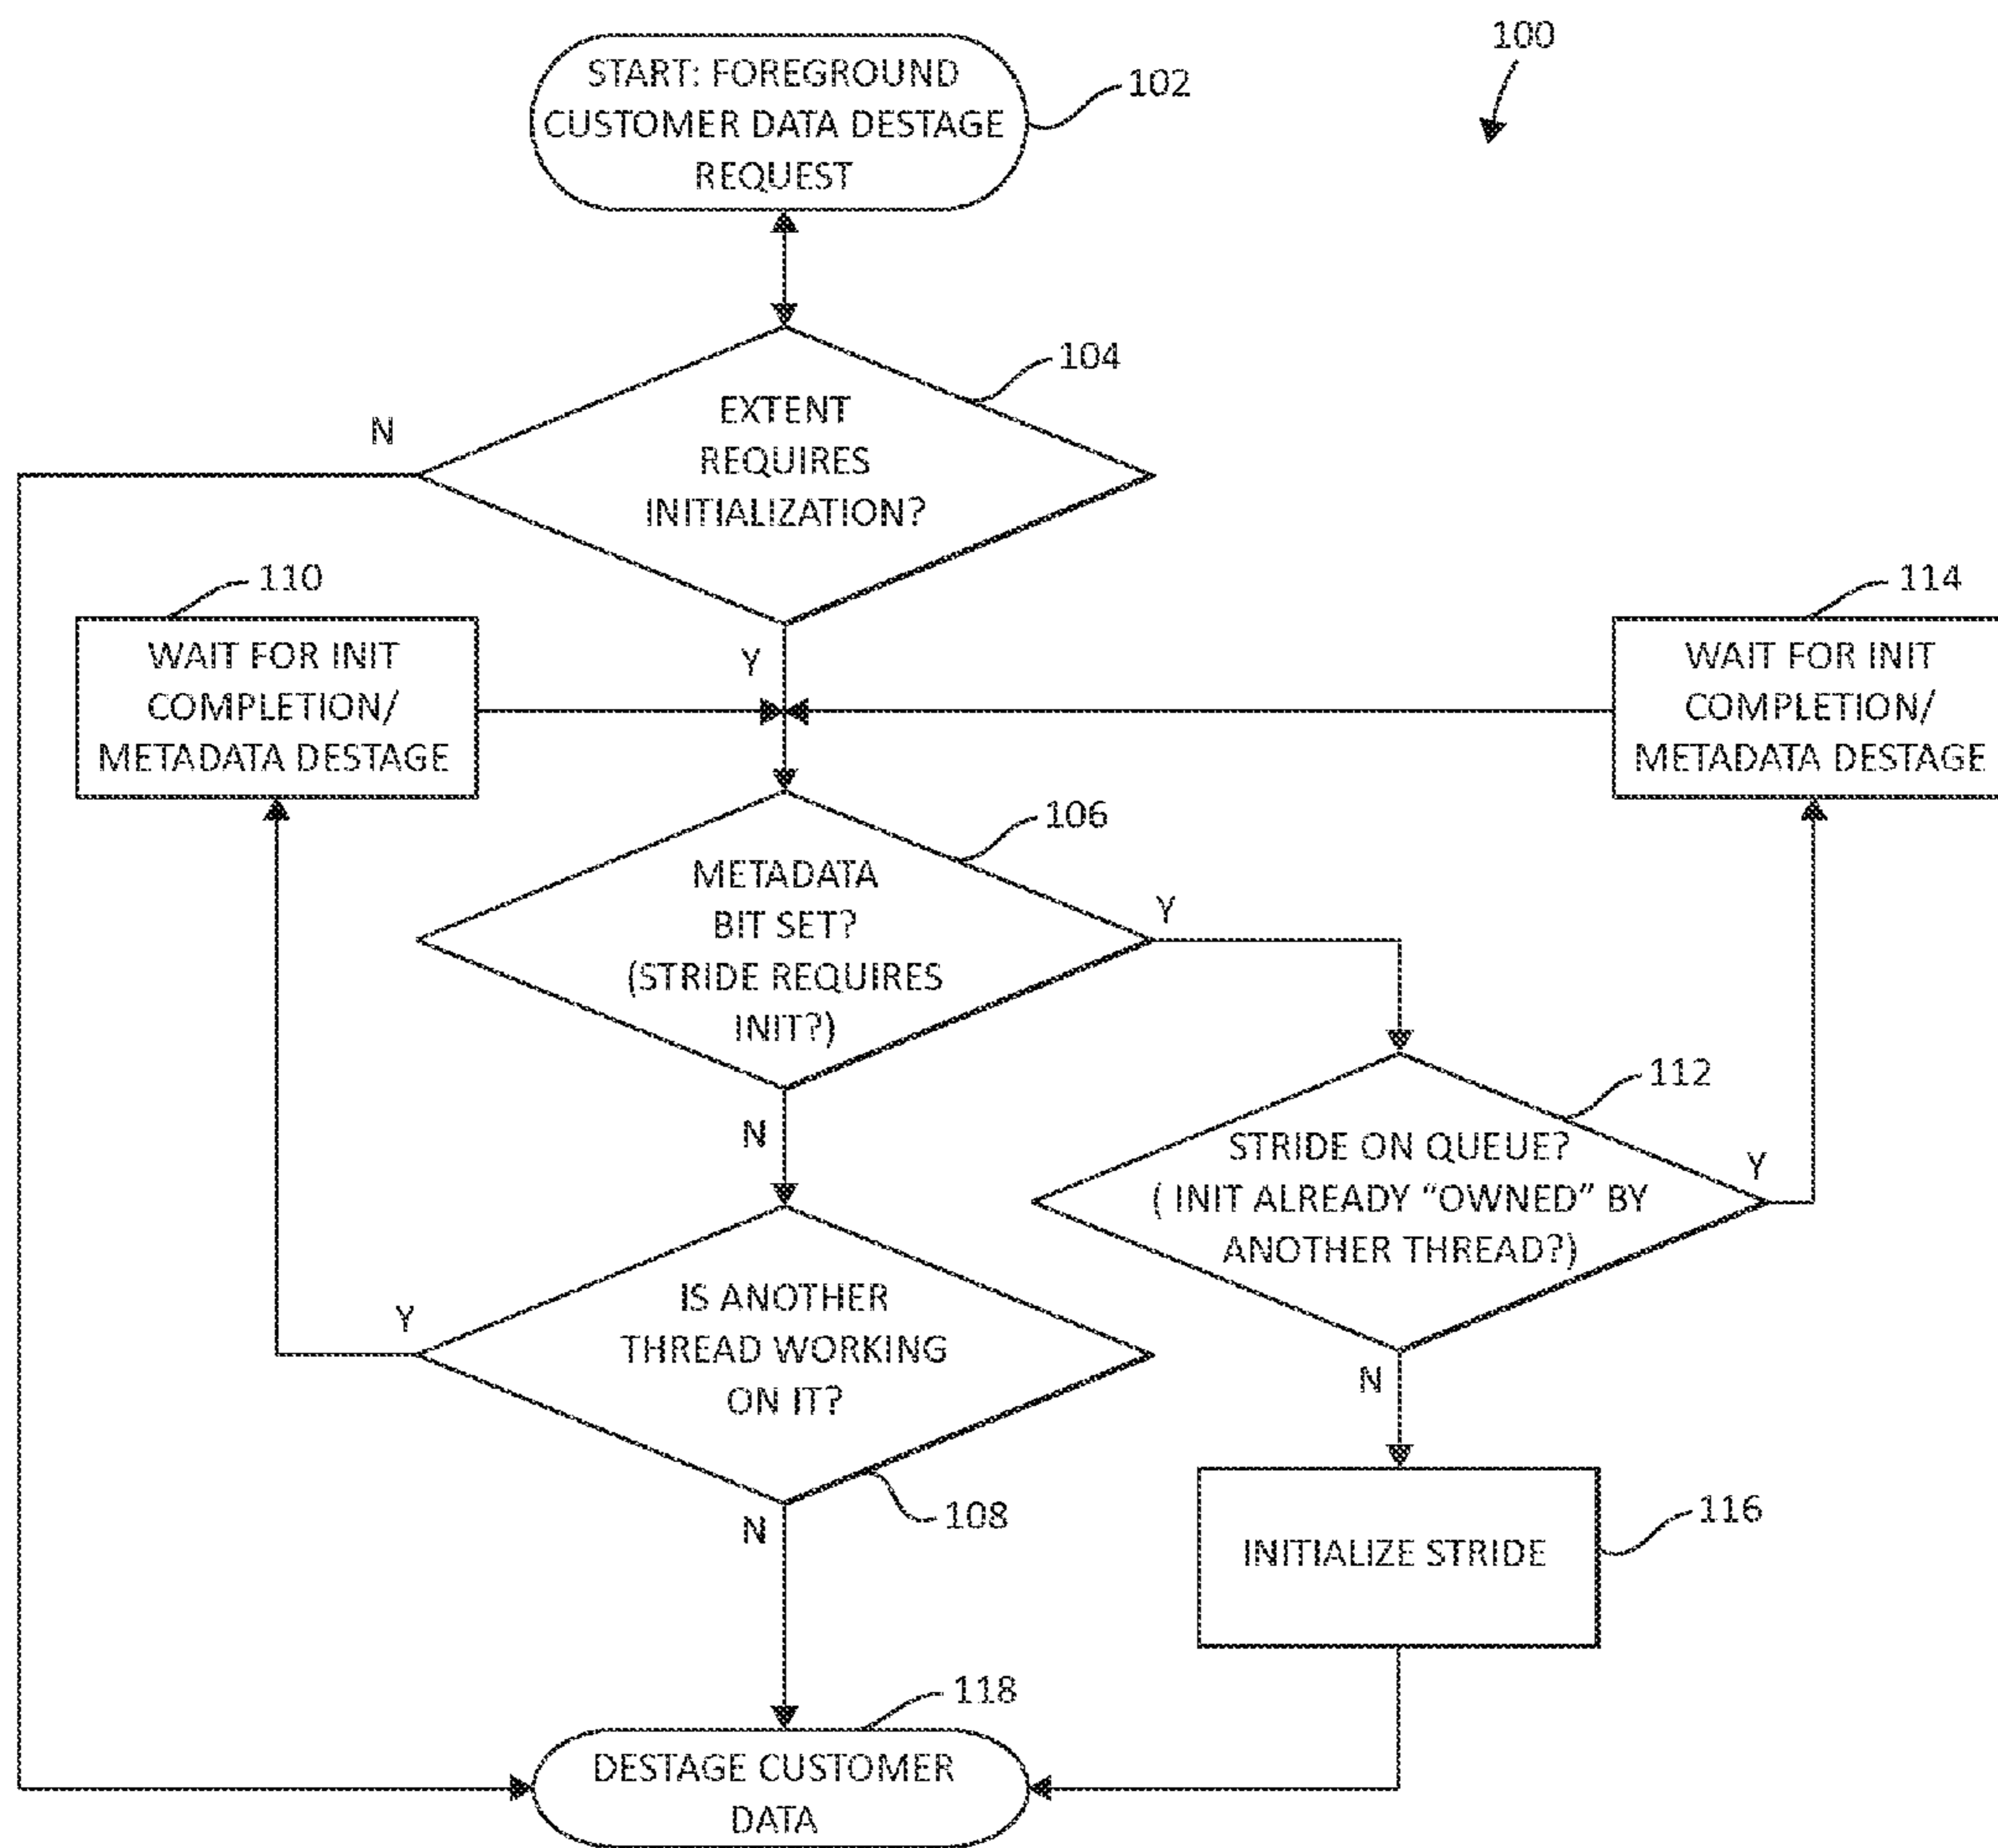 100
START: FOREGROUND
CUSTOMER DATA DESTAGE
REQUEST
102
104
EXTENT
REQUIRES
INITIALIZATION?
N
Y
110
WAIT FOR INIT
COMPLETION/
METADATA DESTAGE
114
WAIT FOR INIT
COMPLETION/
METADATA DESTAGE
106
METADATA
BIT SET?
(STRIDE REQUIRES
INIT?)
Y
N
112
STRIDE ON QUEUE?
( INIT ALREADY “OWNED” BY
ANOTHER THREAD?)
Y
N
IS ANOTHER
THREAD WORKING
ON IT?
Y
N
108
116
INITIALIZE STRIDE
118
DESTAGE CUSTOMER
DATA